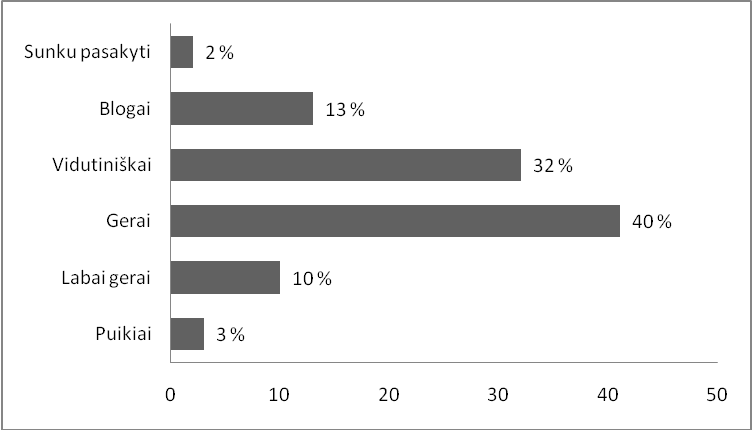 Sunku pasakyti 2 %
Blogai 13 %
Vidutiniškai 32 %
Gerai 40 %
Labai gerai 10 %
Puikiai 3 %
0 10 20 30 40 50